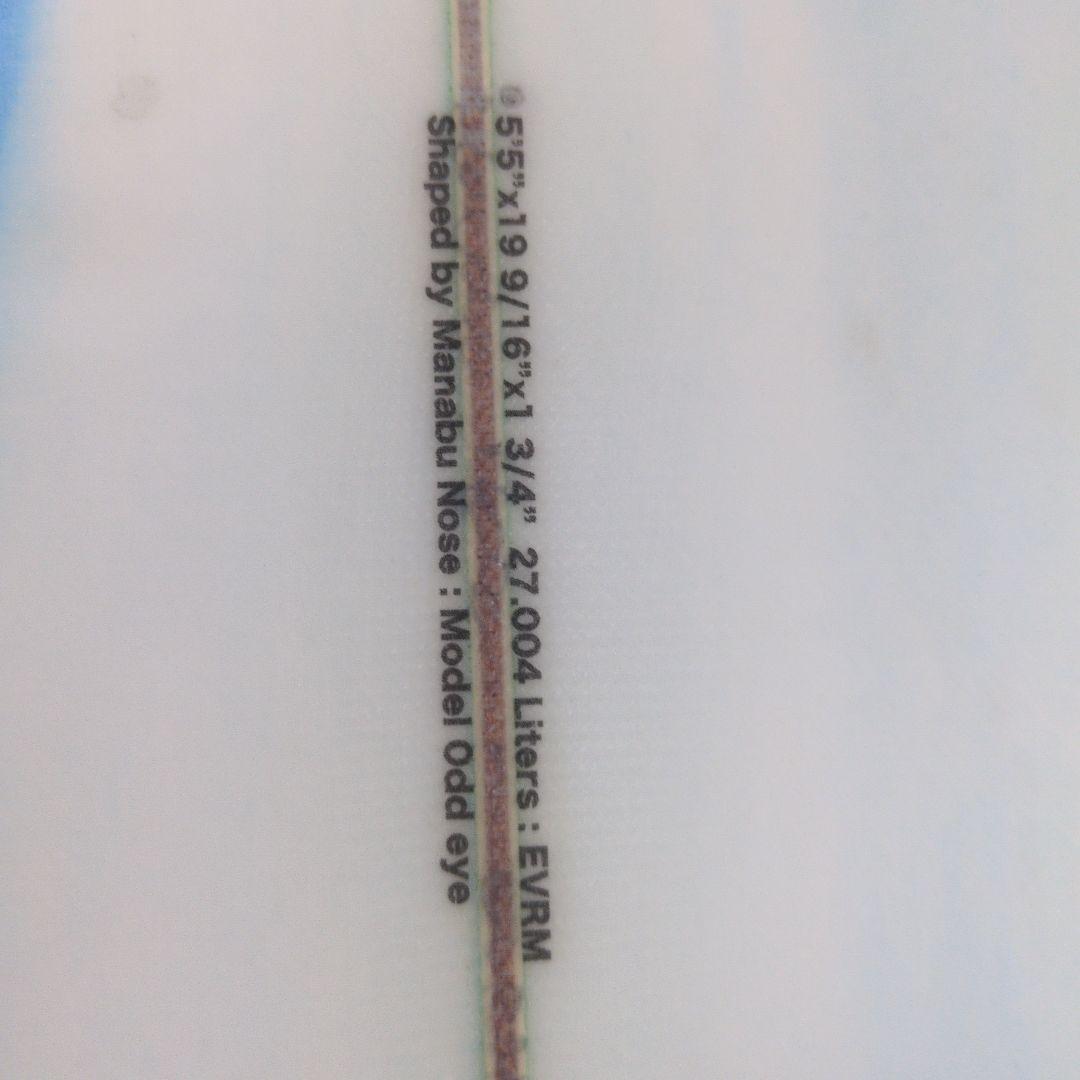 5'5"x19 9/16"x1 3/4" 27.004 Liters : EVRM
Shaped by Manabu Nose : Model Odd eye